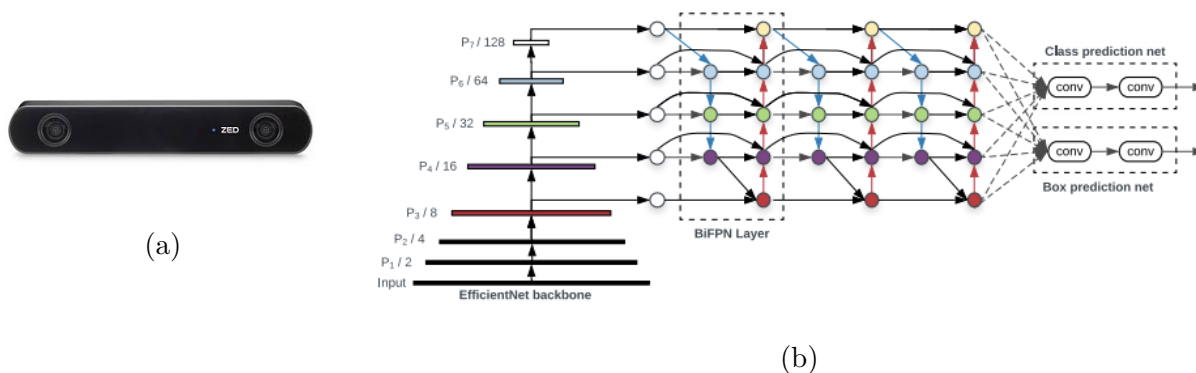 ZED
(a)
P7 / 128
P6 / 64
P5 / 32
P4 / 16
P3 / 8
P2 / 4
P1 / 2
Input
EfficientNet backbone
BiFPN Layer
Class prediction net
conv
conv
conv
conv
Box prediction net
(b)